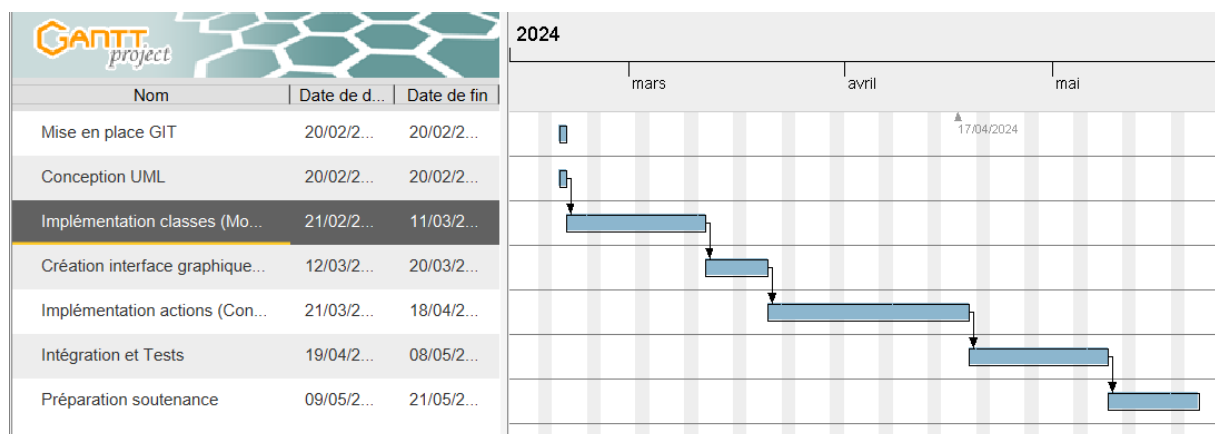 GANTT
project
2024
mars avril mai
Nom Date de d... Date de fin
17/04/2024
Mise en place GIT 20/02/2... 20/02/2...
Conception UML 20/02/2... 20/02/2...
Implémentation classes (Mo... 21/02/2... 11/03/2...
Création interface graphique... 12/03/2... 20/03/2...
Implémentation actions (Con... 21/03/2... 18/04/2...
Intégration et Tests 19/04/2... 08/05/2...
Préparation soutenance 09/05/2... 21/05/2...